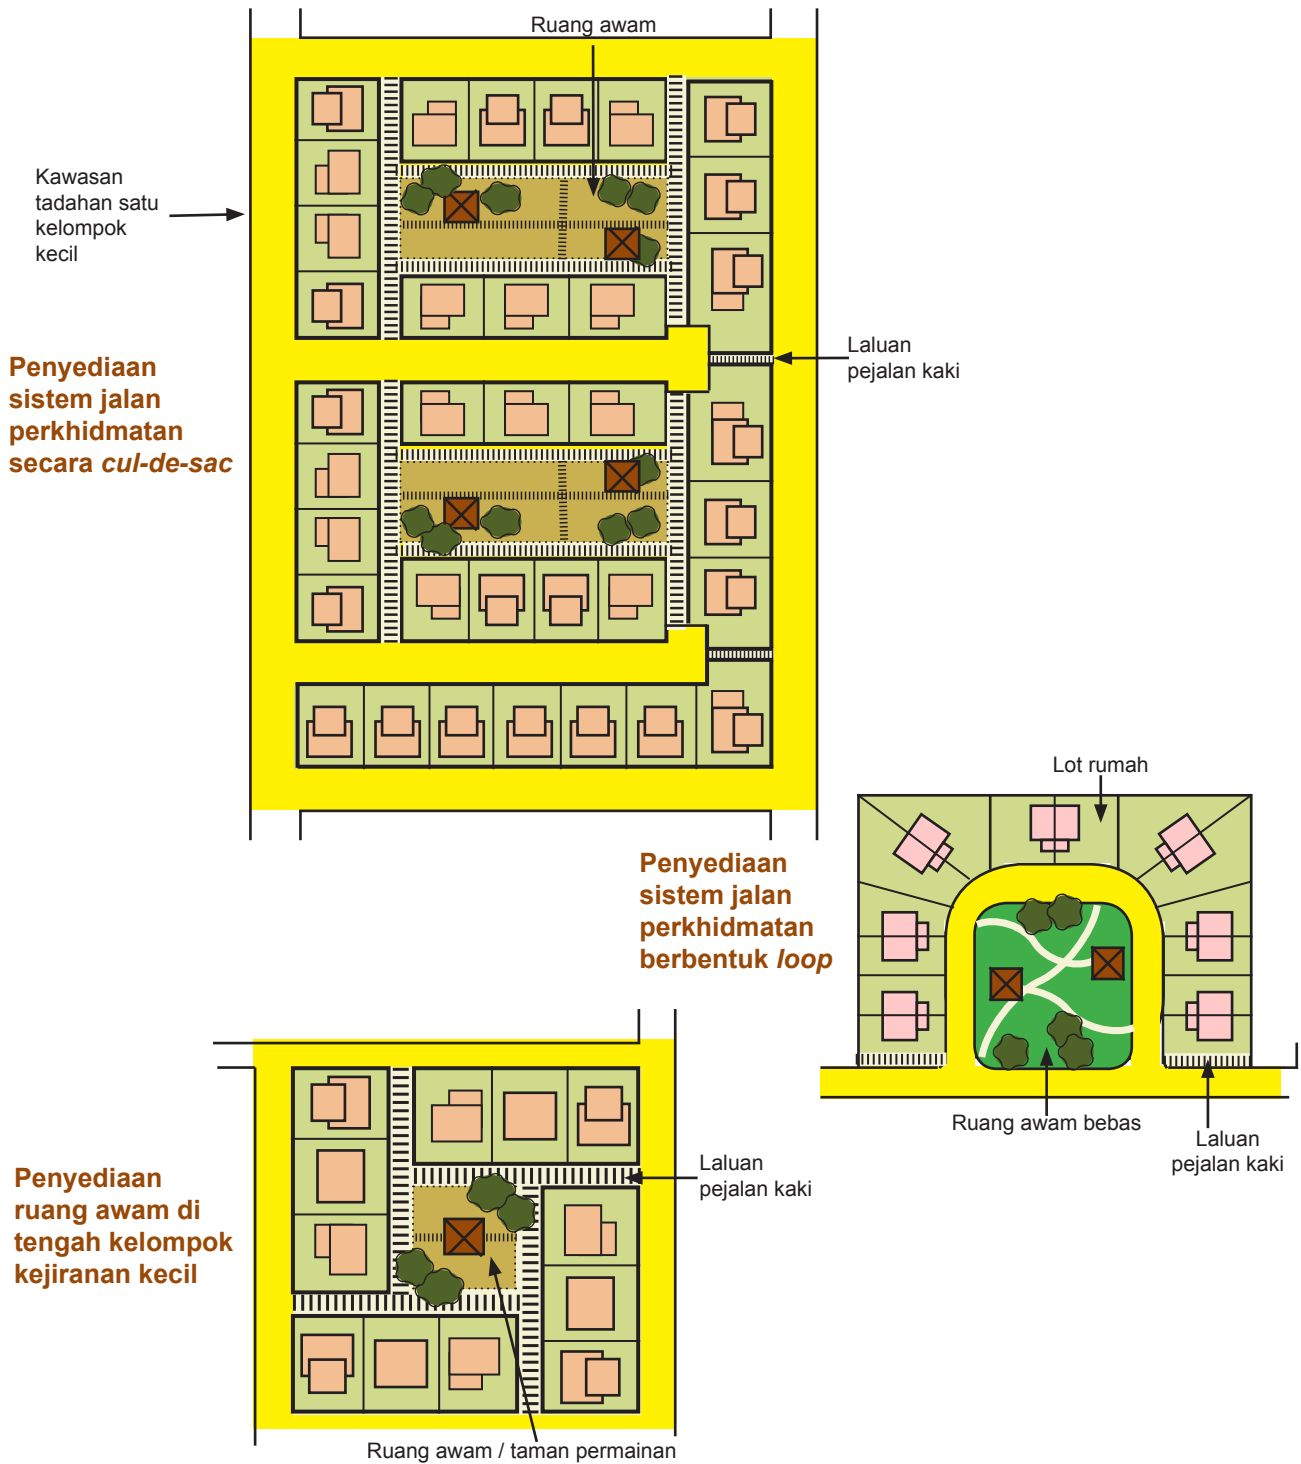 Ruang awam
Kawasan
tadahan satu
kelompok
kecil
Laluan
pejalan kaki
Penyediaan
sistem jalan
perkhidmatan
secara cul-de-sac
Lot rumah
Penyediaan
sistem jalan
perkhidmatan
berbentuk loop
Ruang awam bebas
Laluan
pejalan kaki
Penyediaan
ruang awam di
tengah kelompok
kejiranan kecil
Laluan
pejalan kaki
Ruang awam / taman permainan